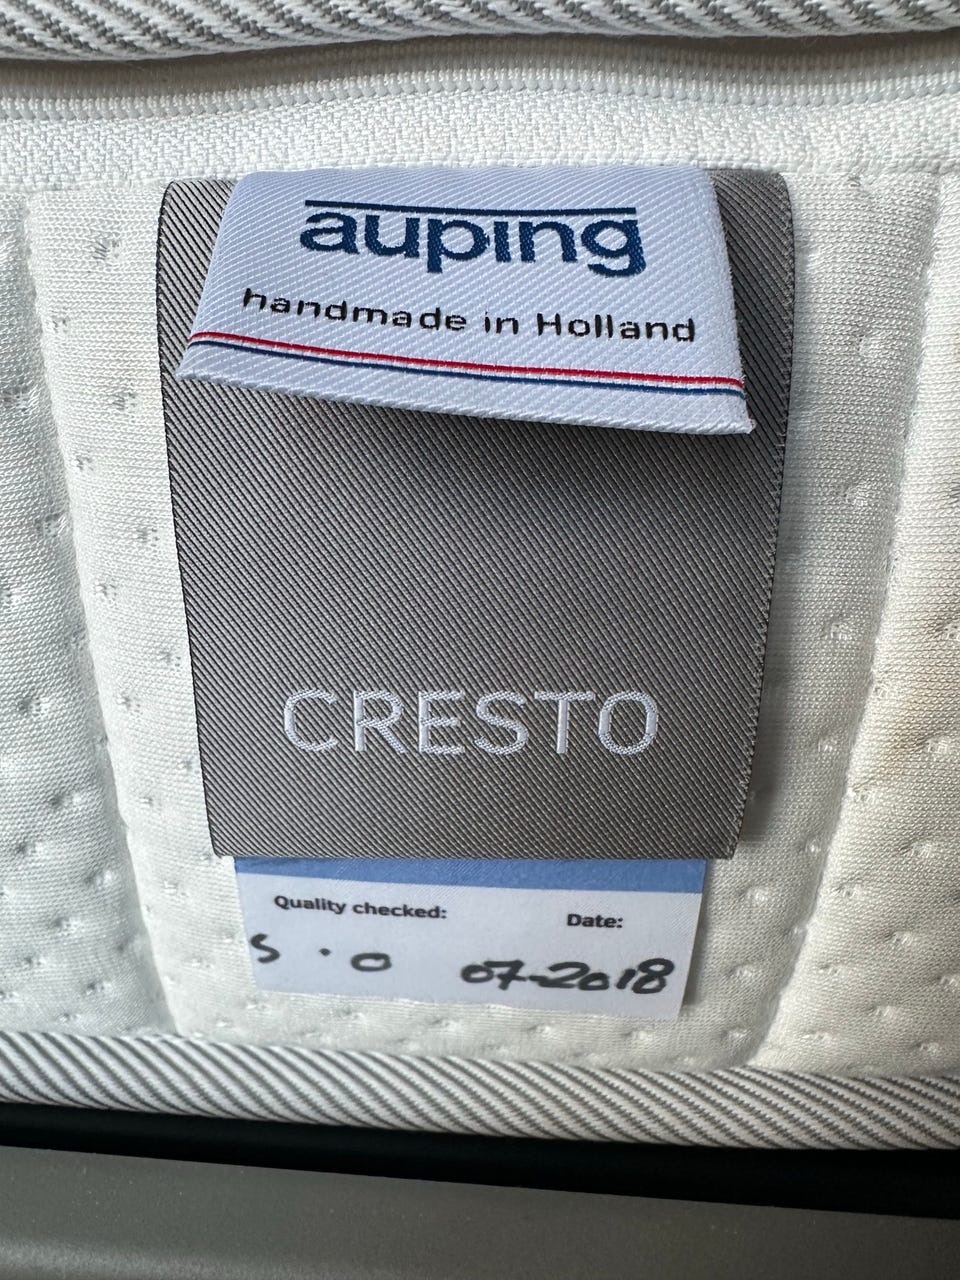 auping
handmade in Holland
CRESTO
Quality checked: Date:
S . O 07-2018